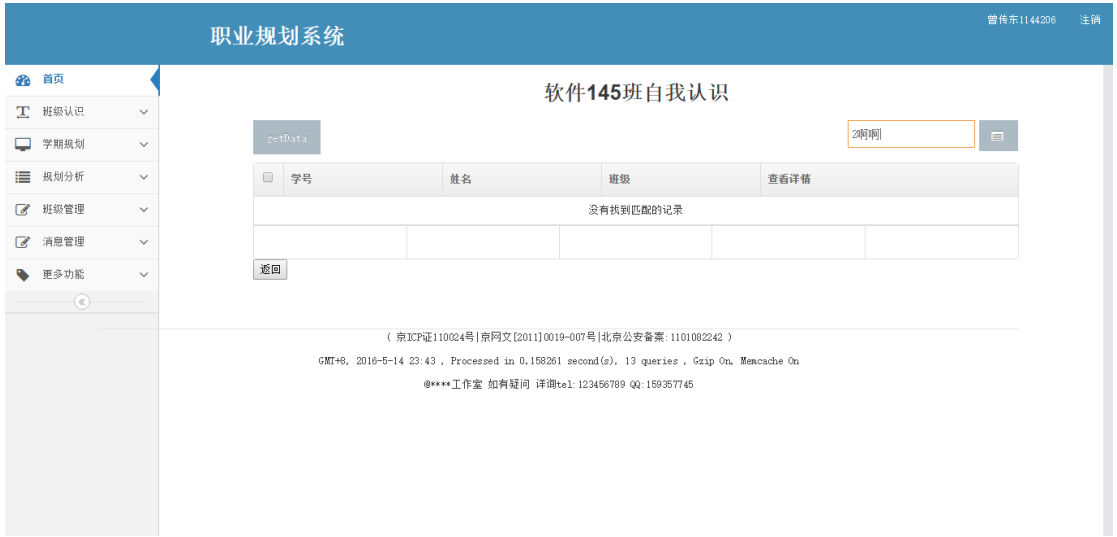 曾传东1144206 注销
职业规划系统
首页
班级认识
学期规划
规划分析
班级管理
消息管理
更多功能
软件145班自我认识
getData
2啊啊
学号 姓名 班级 查看详情
没有找到匹配的记录
返回
( 京ICP证110024号|京网文[2011]0019-007号|北京公安备案:1101082242 )
GMT+8, 2016-5-14 23:43 , Processed in 0.158261 second(s), 13 queries , Gzip On, Memcache On
@****工作室 如有疑问 详询tel:123456789 QQ:159357745